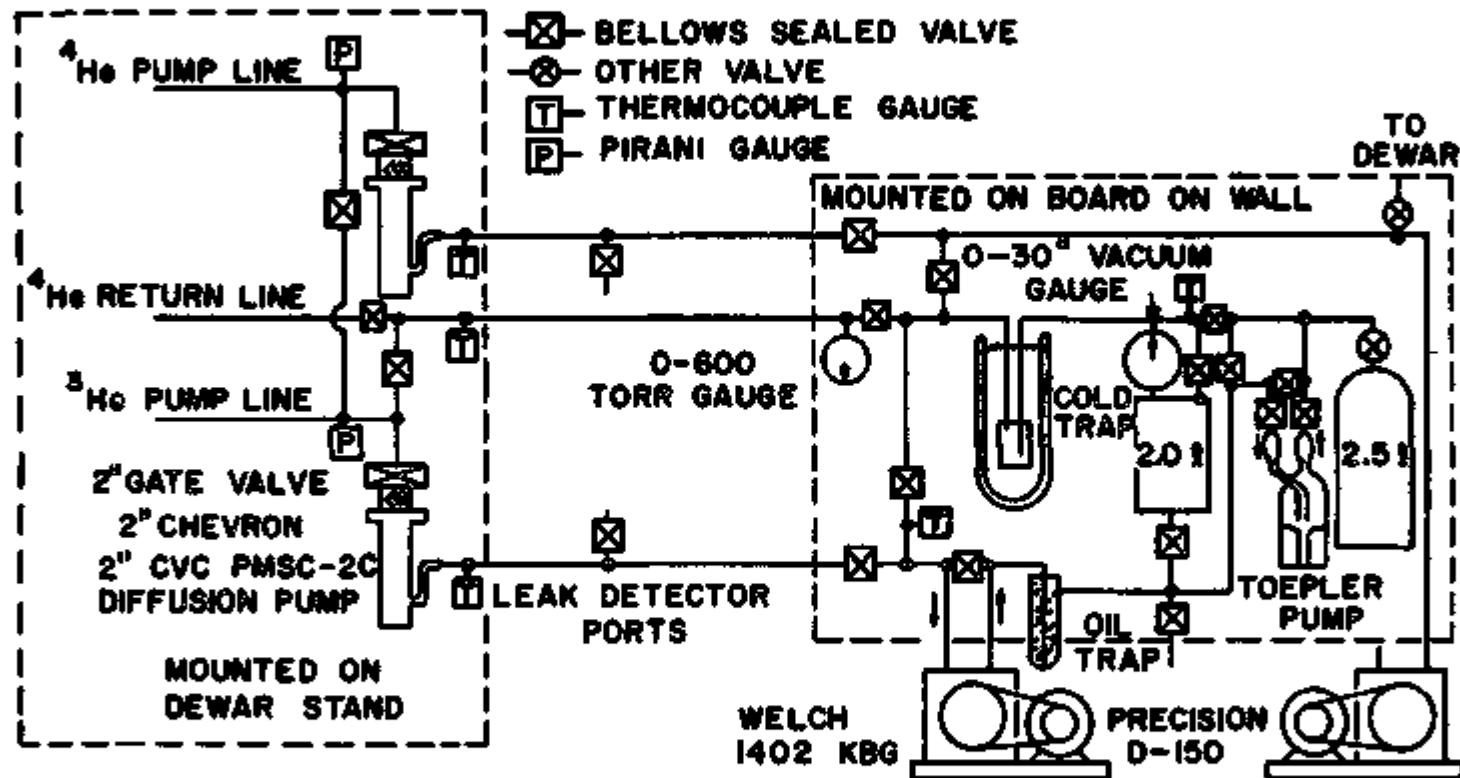 4He PUMP LINE
P
BELLOWS SEALED VALVE
OTHER VALVE
T THERMOCOUPLE GAUGE
P PIRANI GAUGE
TO
DEWAR
MOUNTED ON BOARD ON WALL
T
0-30" VACUUM
GAUGE
T
4He RETURN LINE
T
0-600
TORR GAUGE
3He PUMP LINE
P
COLD
TRAP
2.0 ℓ
2.5 ℓ
2" GATE VALVE
2" CHEVRON
2" CVC PMSC-2C
DIFFUSION PUMP
T
T
LEAK DETECTOR
PORTS
TOEPLER
PUMP
OIL
TRAP
MOUNTED ON
DEWAR STAND
WELCH
1402 KBG
PRECISION
D-150